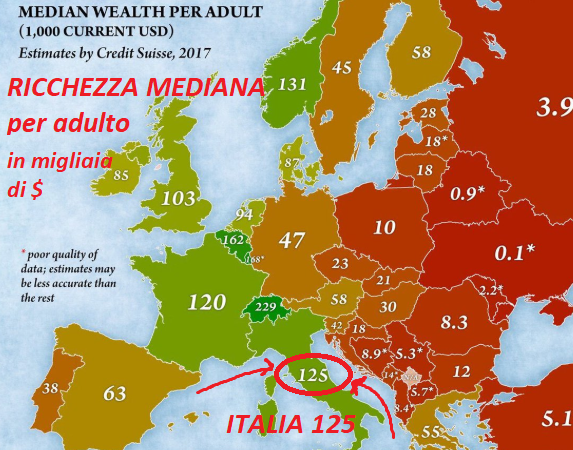 MEDIAN WEALTH PER ADULT
(1,000 CURRENT USD)
Estimates by Credit Suisse, 2017
RICCHEZZA MEDIANA
per adulto
in migliaia
di $
131
45
58
3.9
28
18*
18
87
85
103
94
162
168*
47
10
0.9*
0.1*
23
21
2.2*
120
229
58
30
42
18
8.3
8.9*
5.3*
14*
N/A
5.7*
12
8.4*
125
* poor quality of
data; estimates may
be less accurate than
the rest
38
63
ITALIA 125
55
5.1